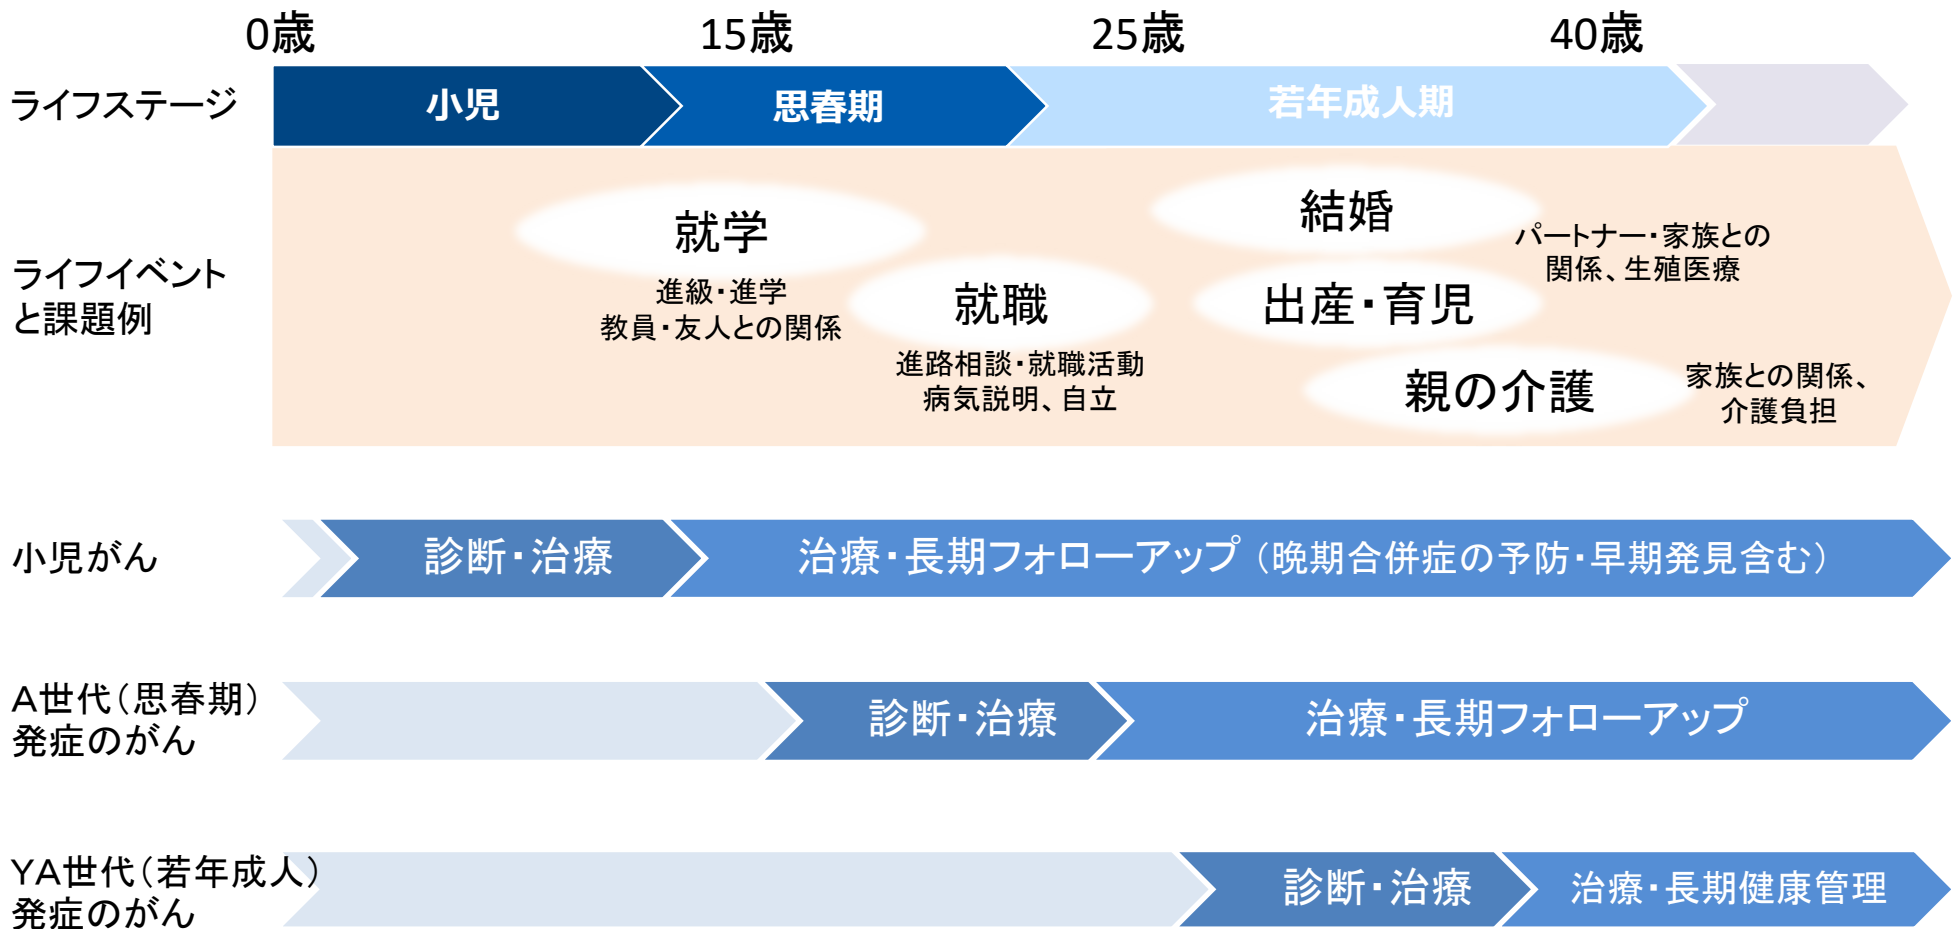 0歳
15歳
25歳
40歳
ライフステージ
小児
思春期
若年成人期
ライフイベント
と課題例
就学
進級・進学
教員・友人との関係
就職
進路相談・就職活動
病気説明、自立
結婚
パートナー・家族との
関係、生殖医療
出産・育児
親の介護
家族との関係、
介護負担
小児がん
診断・治療
治療・長期フォローアップ（晩期合併症の予防・早期発見含む）
A世代（思春期）
発症のがん
診断・治療
治療・長期フォローアップ
YA世代（若年成人）
発症のがん
診断・治療
治療・長期健康管理